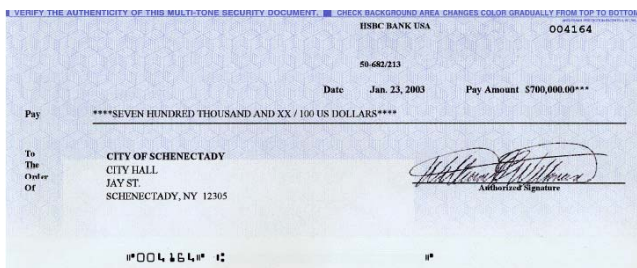 VERIFY THE AUTHENTICITY OF THIS MULTI-TONE SECURITY DOCUMENT. CHECK BACKGROUND AREA CHANGES COLOR GRADUALLY FROM TOP TO BOTTOM
HSBC BANK USA 004164
50-682/213
Date Jan. 23, 2003 Pay Amount $700,000.00***
Pay ****SEVEN HUNDRED THOUSAND AND XX / 100 US DOLLARS****
To
The
Order
Of
CITY OF SCHENECTADY
CITY HALL
JAY ST.
SCHENECTADY, NY 12305
Authorized Signature
⑈004164⑈ ⑆ ⑈